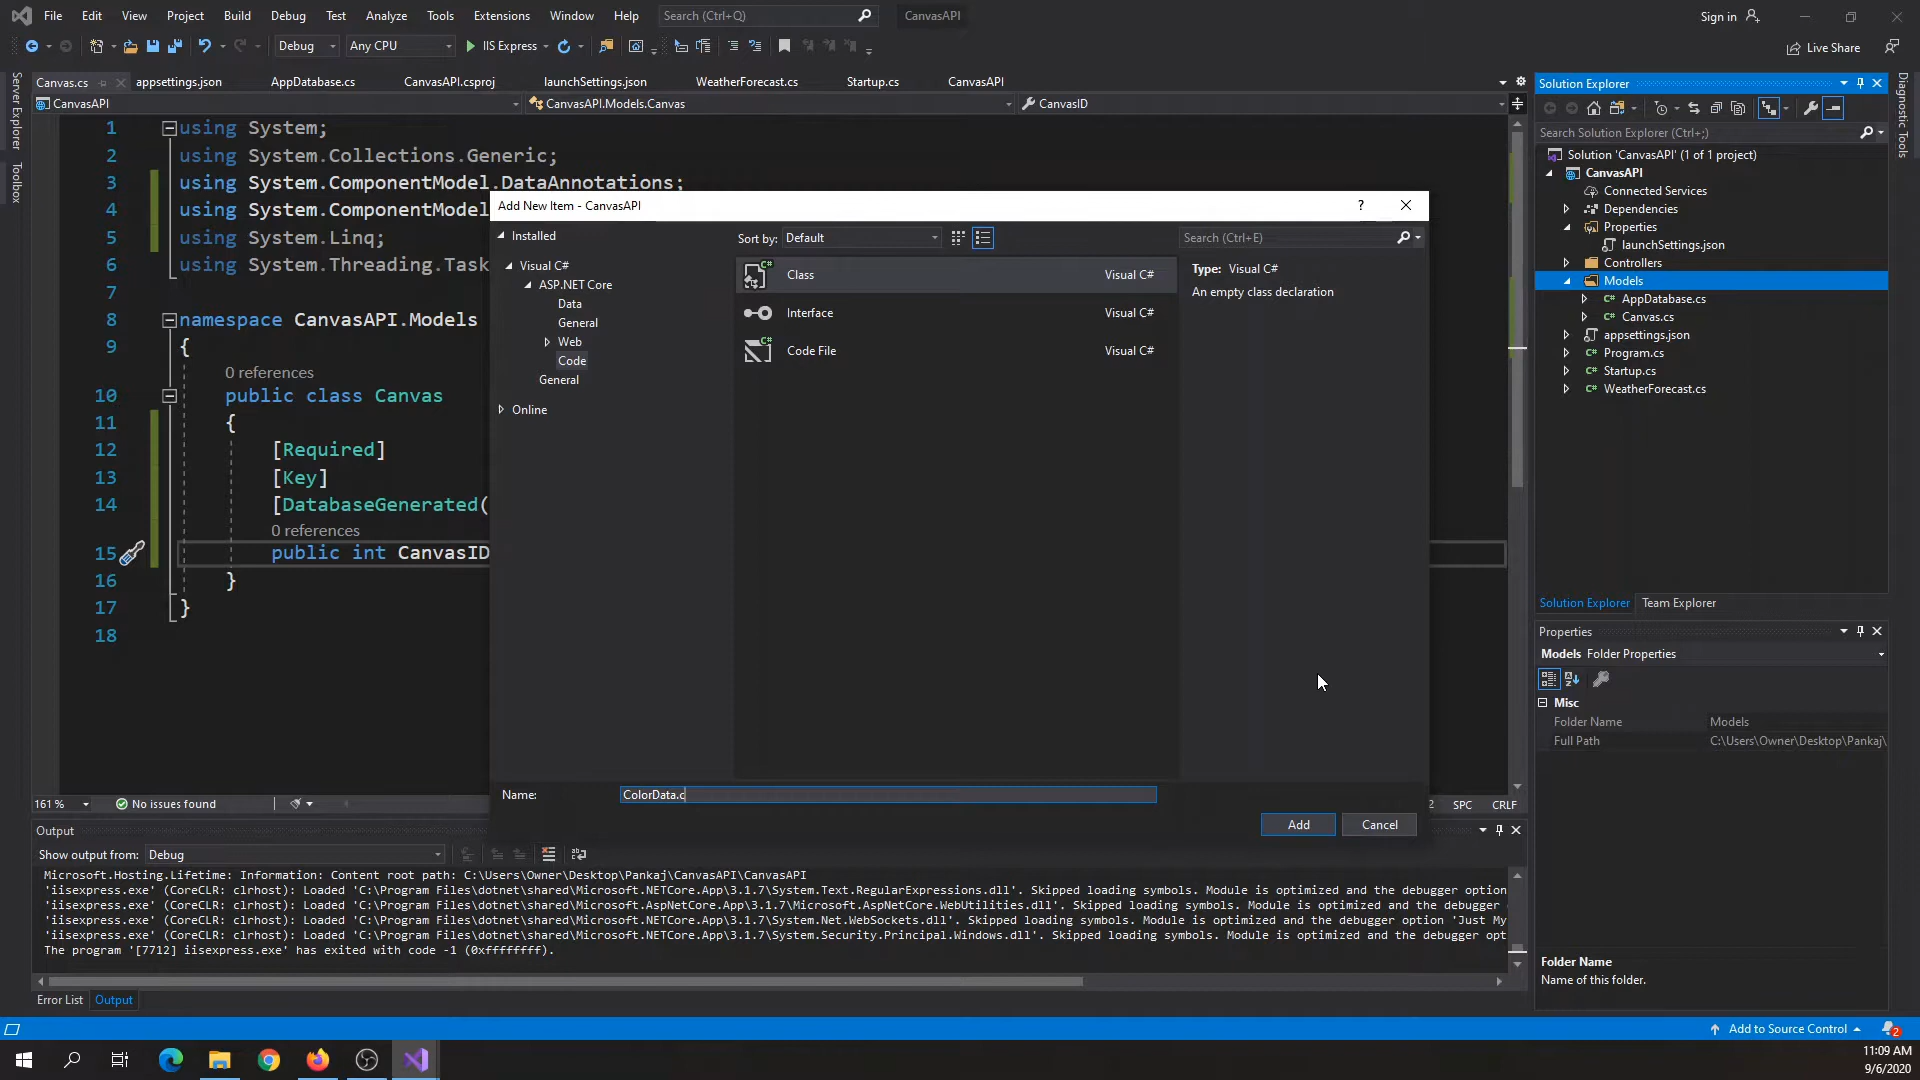 File Edit View Project Build Debug Test Analyze Tools Extensions Window Help Search (Ctrl+Q) CanvasAPI Sign in
Debug Any CPU IIS Express Live Share
Canvas.cs appsettings.json AppDatabase.cs CanvasAPI.csproj launchSettings.json WeatherForecast.cs Startup.cs CanvasAPI
CanvasAPI CanvasAPI.Models.Canvas CanvasID
Server Explorer
Toolbox
1 using System;
2 using System.Collections.Generic;
3 using System.ComponentModel.DataAnnotations;
4 using System.ComponentModel
5 using System.Linq;
6 using System.Threading.Task
7
8 namespace CanvasAPI.Models
9 {
0 references
10 public class Canvas
11 {
12 [Required]
13 [Key]
14 [DatabaseGenerated(
0 references
15 public int CanvasID
16 }
17 }
18
Add New Item - CanvasAPI ?
Installed
Visual C#
ASP.NET Core
Data
General
Web
Code
General
Online
Sort by: Default Search (Ctrl+E)
C# Class Visual C#
Interface Visual C#
C# Code File Visual C#
Type: Visual C#
An empty class declaration
Name: ColorData.c
Add Cancel
161 % No issues found SPC CRLF
Output
Show output from: Debug
Microsoft.Hosting.Lifetime: Information: Content root path: C:\Users\Owner\Desktop\Pankaj\CanvasAPI\CanvasAPI
'iisexpress.exe' (CoreCLR: clrhost): Loaded 'C:\Program Files\dotnet\shared\Microsoft.NETCore.App\3.1.7\System.Text.RegularExpressions.dll'. Skipped loading symbols. Module is optimized and the debugger option
'iisexpress.exe' (CoreCLR: clrhost): Loaded 'C:\Program Files\dotnet\shared\Microsoft.AspNetCore.App\3.1.7\Microsoft.AspNetCore.WebUtilities.dll'. Skipped loading symbols. Module is optimized and the debugger
'iisexpress.exe' (CoreCLR: clrhost): Loaded 'C:\Program Files\dotnet\shared\Microsoft.NETCore.App\3.1.7\System.Net.WebSockets.dll'. Skipped loading symbols. Module is optimized and the debugger option 'Just My
'iisexpress.exe' (CoreCLR: clrhost): Loaded 'C:\Program Files\dotnet\shared\Microsoft.NETCore.App\3.1.7\System.Security.Principal.Windows.dll'. Skipped loading symbols. Module is optimized and the debugger opt
The program '[7712] iisexpress.exe' has exited with code -1 (0xffffffff).
Error List Output
Solution Explorer
Search Solution Explorer (Ctrl+;)
Solution 'CanvasAPI' (1 of 1 project)
CanvasAPI
Connected Services
Dependencies
Properties
launchSettings.json
Controllers
Models
C# AppDatabase.cs
C# Canvas.cs
appsettings.json
C# Program.cs
C# Startup.cs
C# WeatherForecast.cs
Solution Explorer Team Explorer
Properties
Models Folder Properties
Misc
Folder Name Models
Full Path C:\Users\Owner\Desktop\Pankaj\
Folder Name
Name of this folder.
Diagnostic Tools
Add to Source Control 2
11:09 AM
9/6/2020